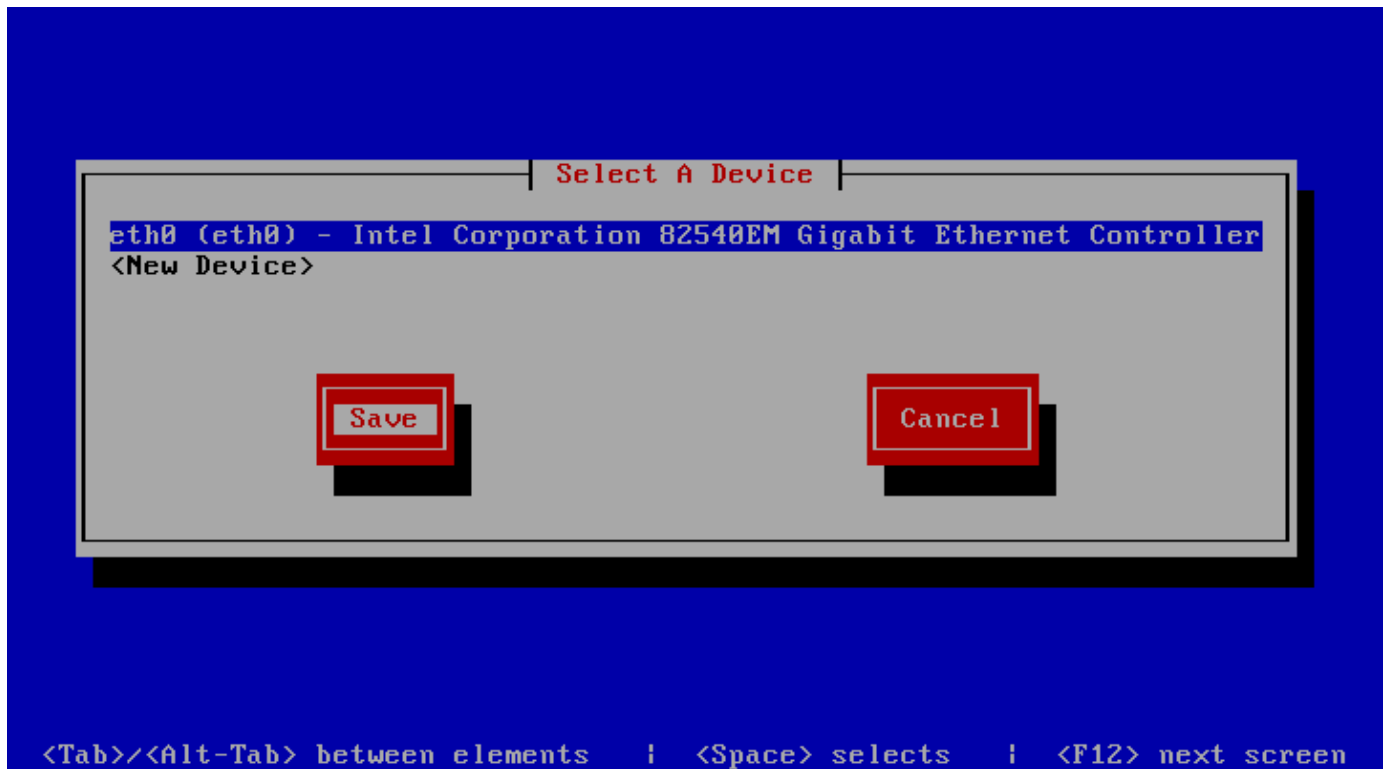 Select A Device
eth0 (eth0) - Intel Corporation 82540EM Gigabit Ethernet Controller
<New Device>
Save Cancel
<Tab>/<Alt-Tab> between elements | <Space> selects | <F12> next screen